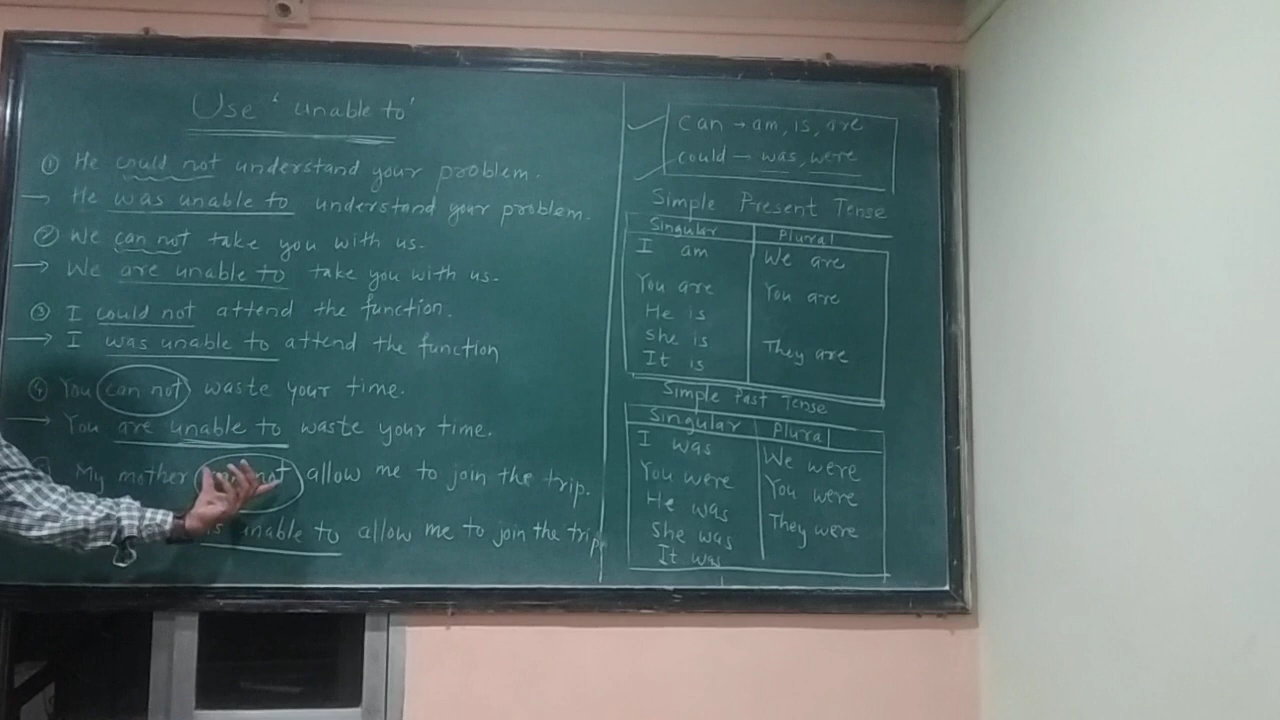 Use ‘unable to’
① He could not understand your problem.
→ He was unable to understand your problem.
② We can not take you with us.
→ We are unable to take you with us.
③ I could not attend the function.
→ I was unable to attend the function
④ You can not waste your time.
→ You are unable to waste your time.
My mother not allow me to join the trip.
is unable to allow me to join the trip.
can → am, is, are
could — was, were
Simple Present Tense
Singular Plural
I am We are
You are You are
He is
She is
It is They are
Simple Past Tense
Singular Plural
I was We were
You were You were
He was They were
She was
It was